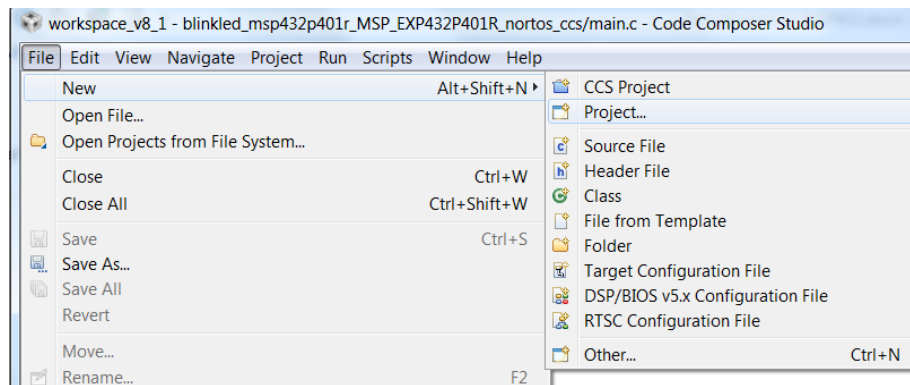 workspace_v8_1 - blinkled_msp432p401r_MSP_EXP432P401R_nortos_ccs/main.c - Code Composer Studio
File Edit View Navigate Project Run Scripts Window Help
New Alt+Shift+N
Open File...
Open Projects from File System...
Close Ctrl+W
Close All Ctrl+Shift+W
Save Ctrl+S
Save As...
Save All
Revert
Move...
Rename... F2
CCS Project
Project...
Source File
Header File
Class
File from Template
Folder
Target Configuration File
DSP/BIOS v5.x Configuration File
RTSC Configuration File
Other... Ctrl+N